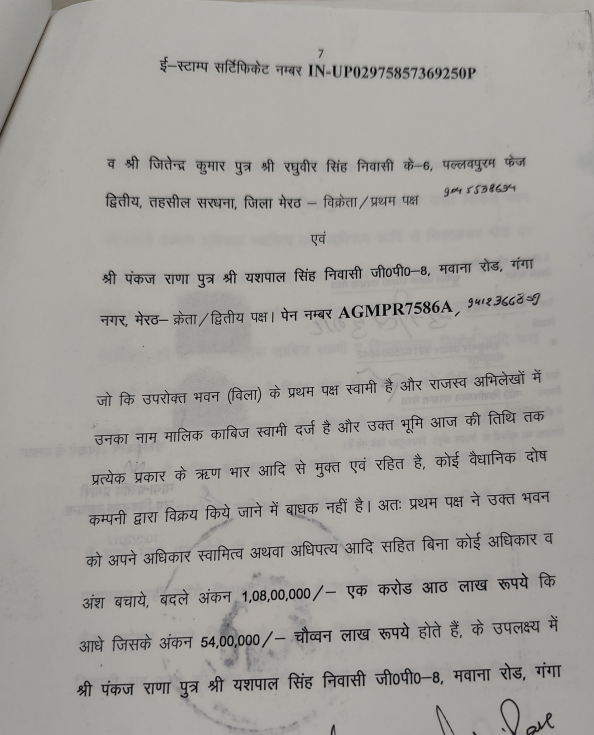 7
ई–स्टाम्प सर्टिफिकेट नम्बर IN-UP02975857369250P
व श्री जितेन्द्र कुमार पुत्र श्री रघुवीर सिंह निवासी के-6, पल्लवपुरम फेज
द्वितीय, तहसील सरधना, जिला मेरठ – विक्रेता/प्रथम पक्ष
एवं
श्री पंकज राणा पुत्र श्री यशपाल सिंह निवासी जी0पी0–8, मवाना रोड, गंगा
नगर, मेरठ– क्रेता/द्वितीय पक्ष। पेन नम्बर AGMPR7586A,
जो कि उपरोक्त भवन (विला) के प्रथम पक्ष स्वामी है और राजस्व अभिलेखों में
उनका नाम मालिक काबिज स्वामी दर्ज है और उक्त भूमि आज की तिथि तक
प्रत्येक प्रकार के ऋण भार आदि से मुक्त एवं रहित है, कोई वैधानिक दोष
कम्पनी द्वारा विक्रय किये जाने में बाधक नहीं है। अतः प्रथम पक्ष ने उक्त भवन
को अपने अधिकार स्वामित्व अथवा अधिपत्य आदि सहित बिना कोई अधिकार व
अंश बचाये, बदले अंकन 1,08,00,000/– एक करोड आठ लाख रूपये कि
आधे जिसके अंकन 54,00,000/– चौव्वन लाख रूपये होते हैं, के उपलक्ष्य में
श्री पंकज राणा पुत्र श्री यशपाल सिंह निवासी जी0पी0–8, मवाना रोड, गंगा